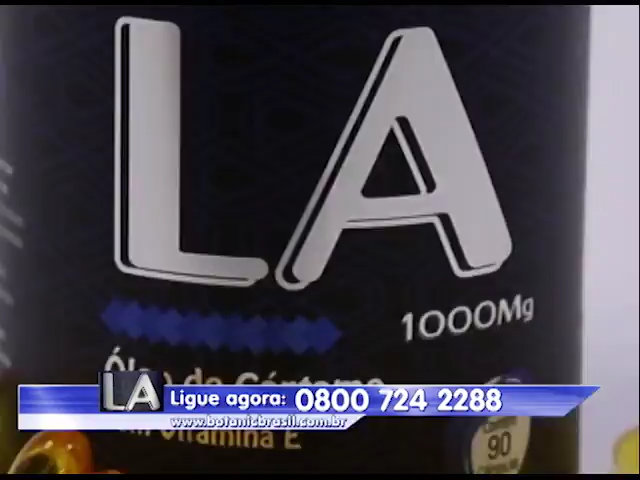 LA
1000Mg
Óleo de Cártamo
LA Ligue agora: 0800 724 2288
www.botanicbrasil.com.br
Vitamina E
90